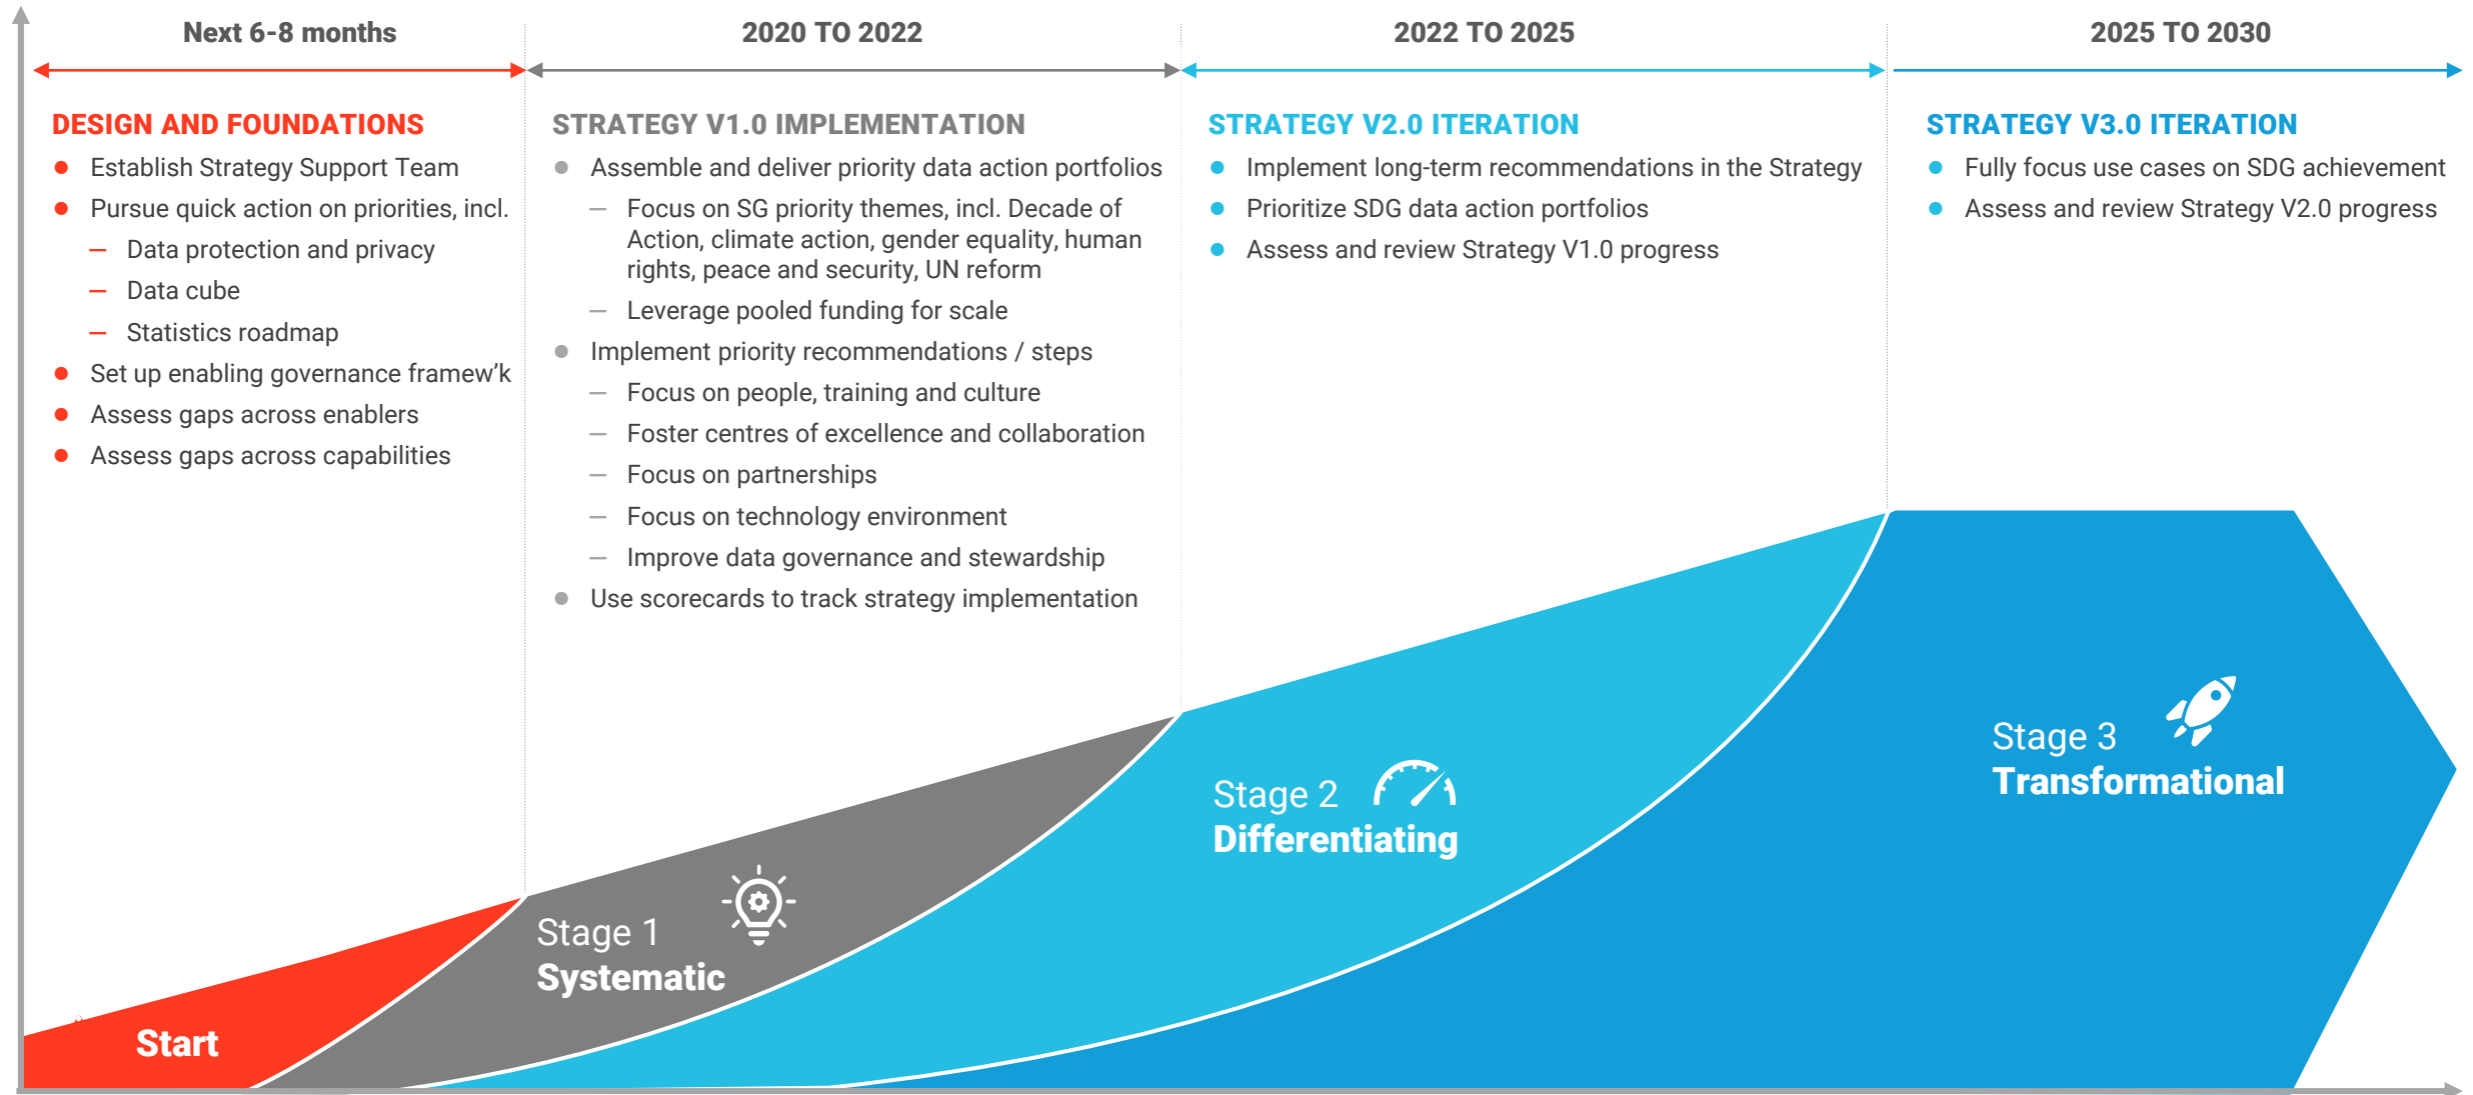 Next 6-8 months
DESIGN AND FOUNDATIONS
Establish Strategy Support Team
Pursue quick action on priorities, incl.
Data protection and privacy
Data cube
Statistics roadmap
Set up enabling governance framew’k
Assess gaps across enablers
Assess gaps across capabilities
2020 TO 2022
STRATEGY V1.0 IMPLEMENTATION
Assemble and deliver priority data action portfolios
Focus on SG priority themes, incl. Decade of
Action, climate action, gender equality, human
rights, peace and security, UN reform
Leverage pooled funding for scale
Implement priority recommendations / steps
Focus on people, training and culture
Foster centres of excellence and collaboration
Focus on partnerships
Focus on technology environment
Improve data governance and stewardship
Use scorecards to track strategy implementation
2022 TO 2025
STRATEGY V2.0 ITERATION
Implement long-term recommendations in the Strategy
Prioritize SDG data action portfolios
Assess and review Strategy V1.0 progress
2025 TO 2030
STRATEGY V3.0 ITERATION
Fully focus use cases on SDG achievement
Assess and review Strategy V2.0 progress
Start
Stage 1
Systematic
Stage 2
Differentiating
Stage 3
Transformational